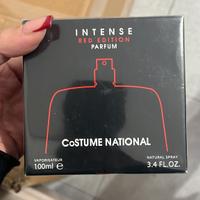 INTENSE
RED EDITION
PARFUM
CoSTUME NATIONAL
VAPORISATEUR
100ml e
NATURAL SPRAY
3.4 FL.OZ.